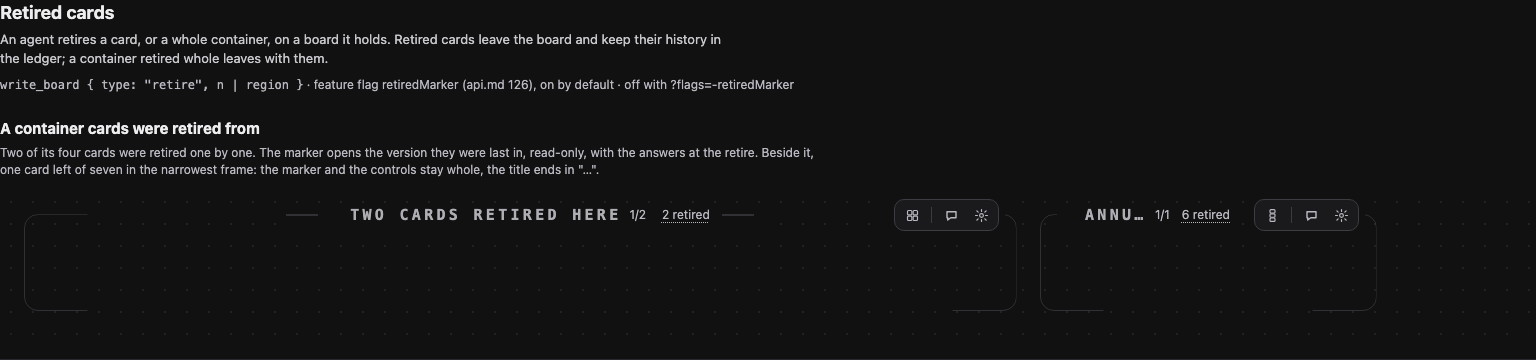 Retired cards
An agent retires a card, or a whole container, on a board it holds. Retired cards leave the board and keep their history in
the ledger; a container retired whole leaves with them.
write_board { type: "retire", n | region } · feature flag retiredMarker (api.md 126), on by default · off with ?flags=-retiredMarker
A container cards were retired from
Two of its four cards were retired one by one. The marker opens the version they were last in, read-only, with the answers at the retire. Beside it,
one card left of seven in the narrowest frame: the marker and the controls stay whole, the title ends in "...".
TWO CARDS RETIRED HERE 1/2 2 retired
ANNU… 1/1 6 retired